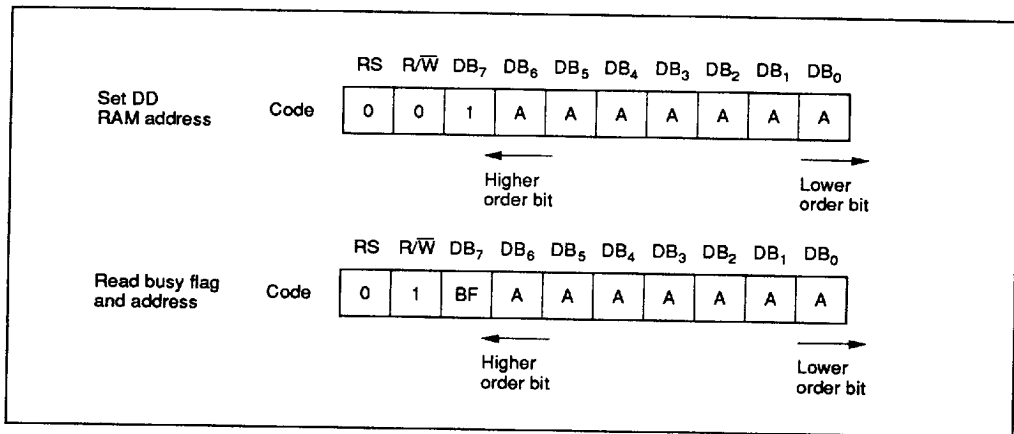 RS R/W̅ DB₇ DB₆ DB₅ DB₄ DB₃ DB₂ DB₁ DB₀
Set DD
RAM address
Code 0 0 1 A A A A A A A
Higher
order bit
Lower
order bit
RS R/W̅ DB₇ DB₆ DB₅ DB₄ DB₃ DB₂ DB₁ DB₀
Read busy flag
and address
Code 0 1 BF A A A A A A A
Higher
order bit
Lower
order bit